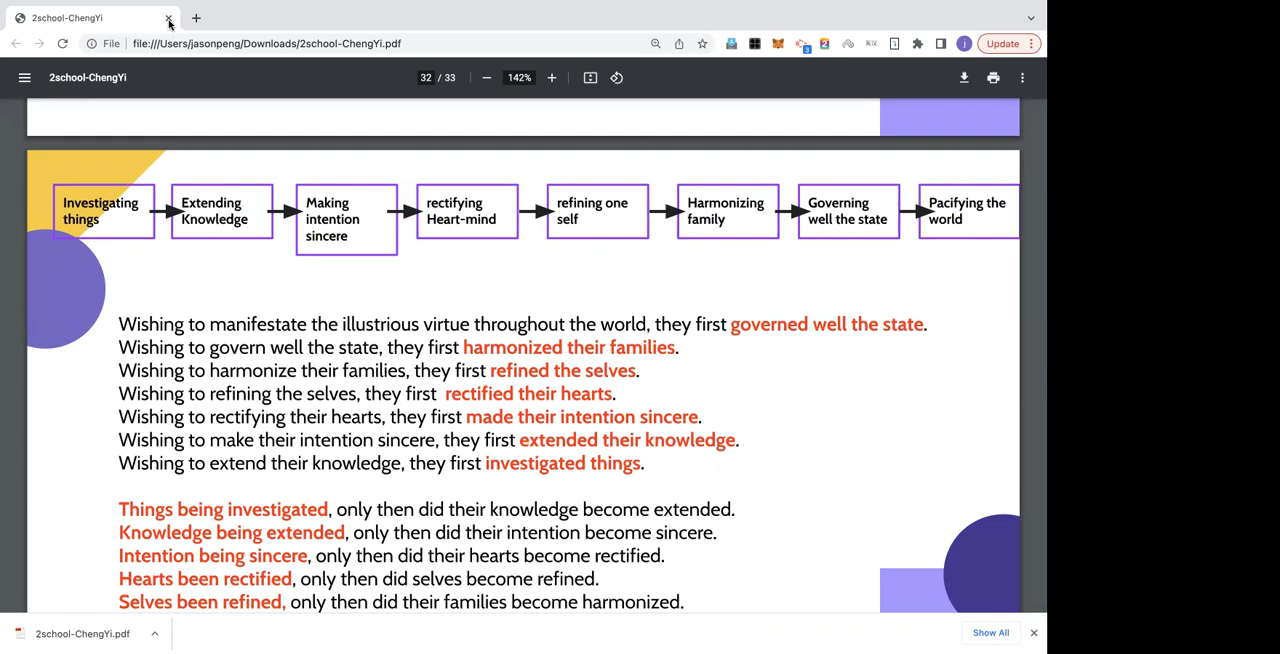 2school-ChengYi
File file:///Users/jasonpeng/Downloads/2school-ChengYi.pdf
Update
2school-ChengYi
32 / 33
142%
Investigating
things
Extending
Knowledge
Making
intention
sincere
rectifying
Heart-mind
refining one
self
Harmonizing
family
Governing
well the state
Pacifying the
world
Wishing to manifestate the illustrious virtue throughout the world, they first governed well the state.
Wishing to govern well the state, they first harmonized their families.
Wishing to harmonize their families, they first refined the selves.
Wishing to refining the selves, they first rectified their hearts.
Wishing to rectifying their hearts, they first made their intention sincere.
Wishing to make their intention sincere, they first extended their knowledge.
Wishing to extend their knowledge, they first investigated things.
Things being investigated, only then did their knowledge become extended.
Knowledge being extended, only then did their intention become sincere.
Intention being sincere, only then did their hearts become rectified.
Hearts been rectified, only then did selves become refined.
Selves been refined, only then did their families become harmonized.
2school-ChengYi.pdf
Show All